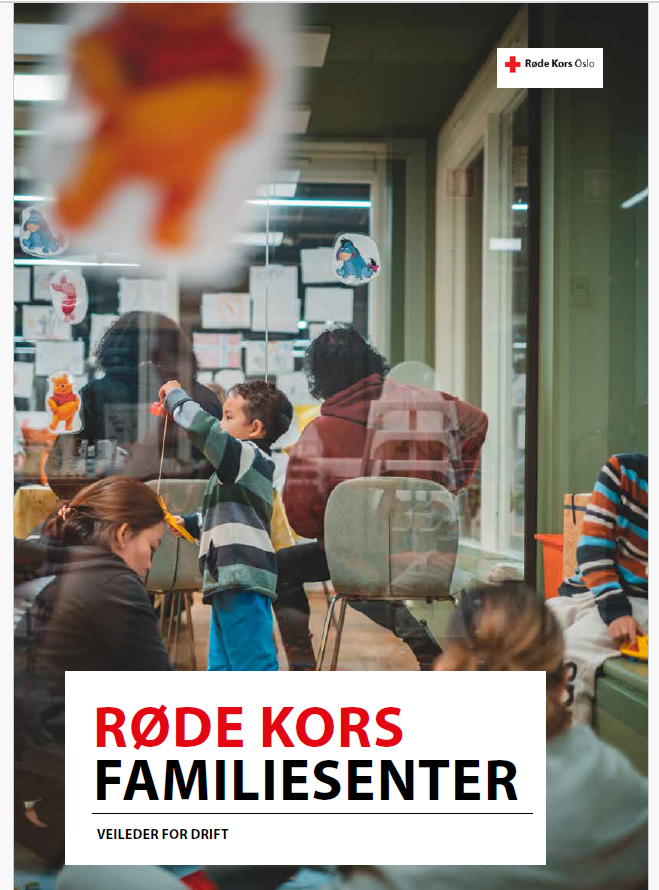 Røde Kors Oslo
RØDE KORS
FAMILIESENTER
VEILEDER FOR DRIFT